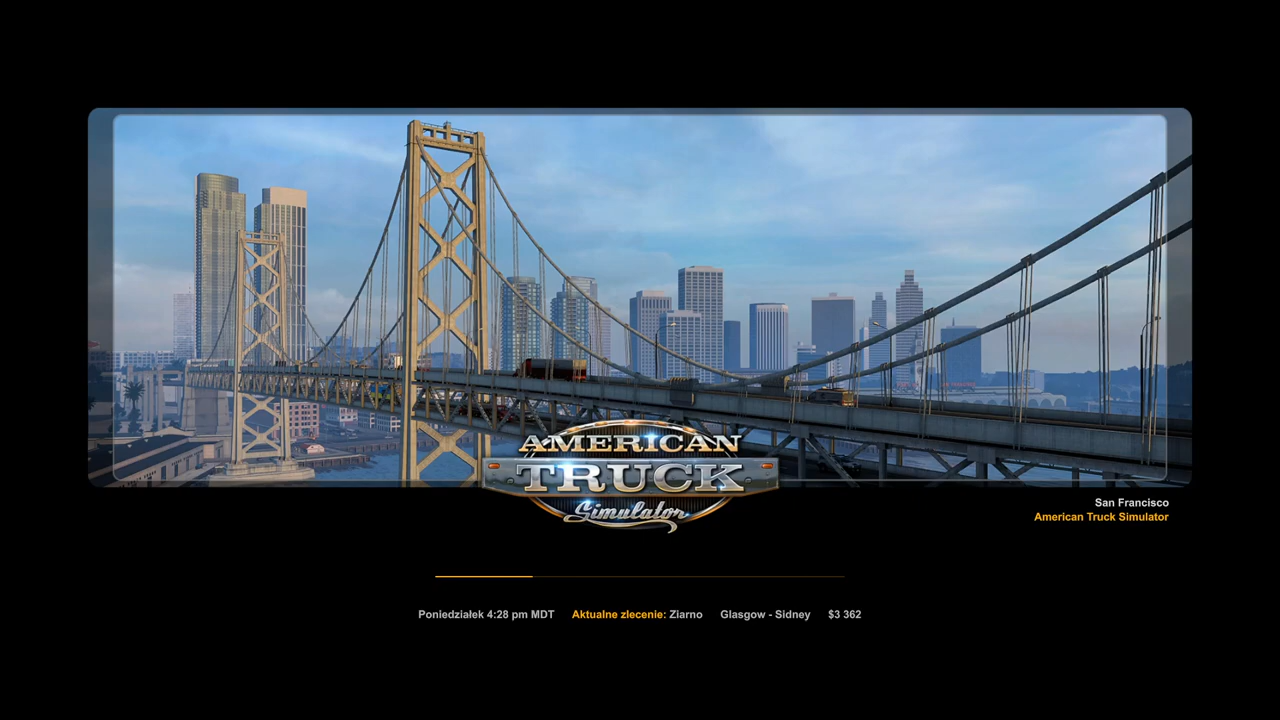 AMERICAN
TRUCK
Simulator
San Francisco
American Truck Simulator
Poniedziałek 4:28 pm MDT Aktualne zlecenie: Ziarno Glasgow - Sidney $3 362